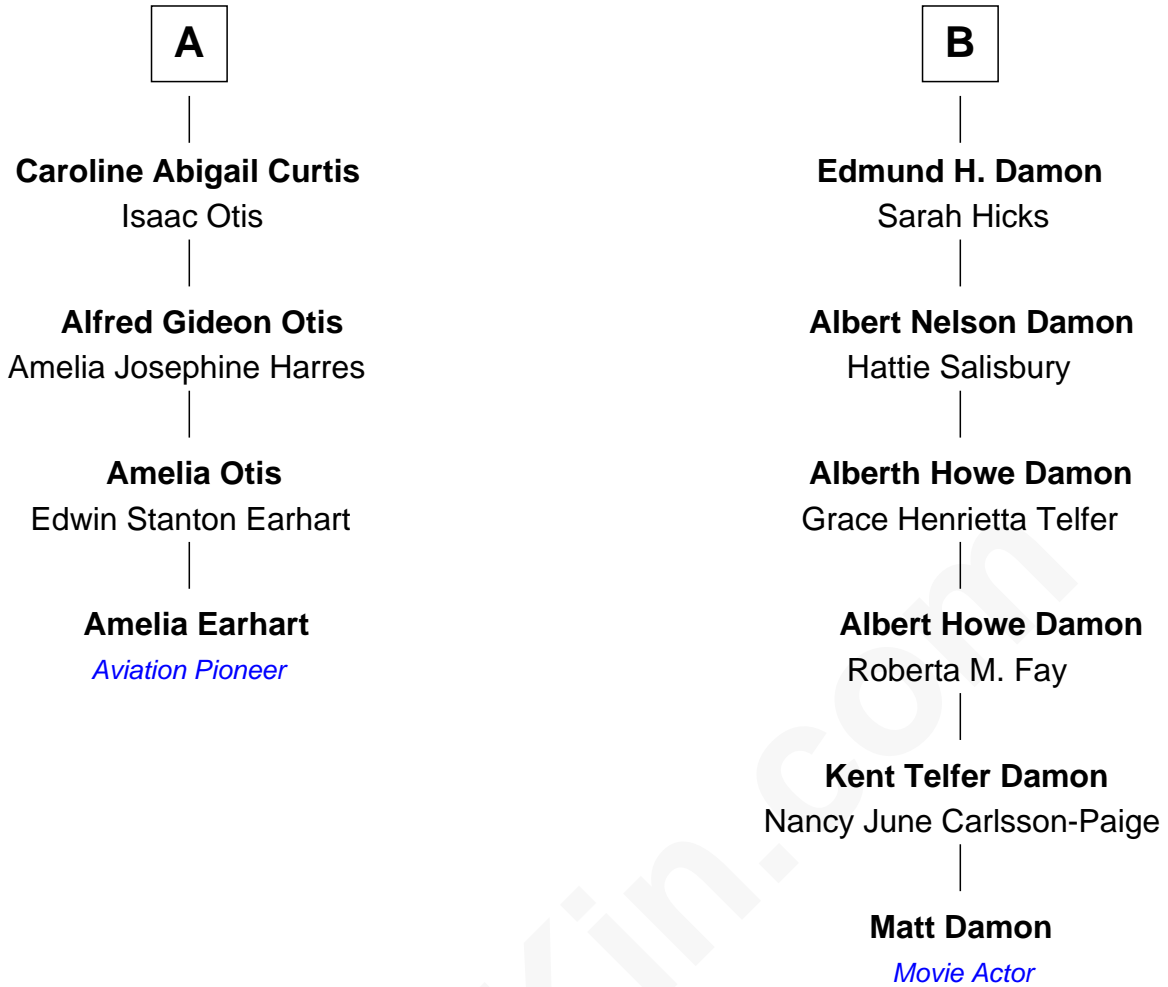 A
Caroline Abigail Curtis
Isaac Otis
Alfred Gideon Otis
Amelia Josephine Harres
Amelia Otis
Edwin Stanton Earhart
Amelia Earhart
Aviation Pioneer
B
Edmund H. Damon
Sarah Hicks
Albert Nelson Damon
Hattie Salisbury
Alberth Howe Damon
Grace Henrietta Telfer
Albert Howe Damon
Roberta M. Fay
Kent Telfer Damon
Nancy June Carlsson-Paige
Matt Damon
Movie Actor
Kin.com